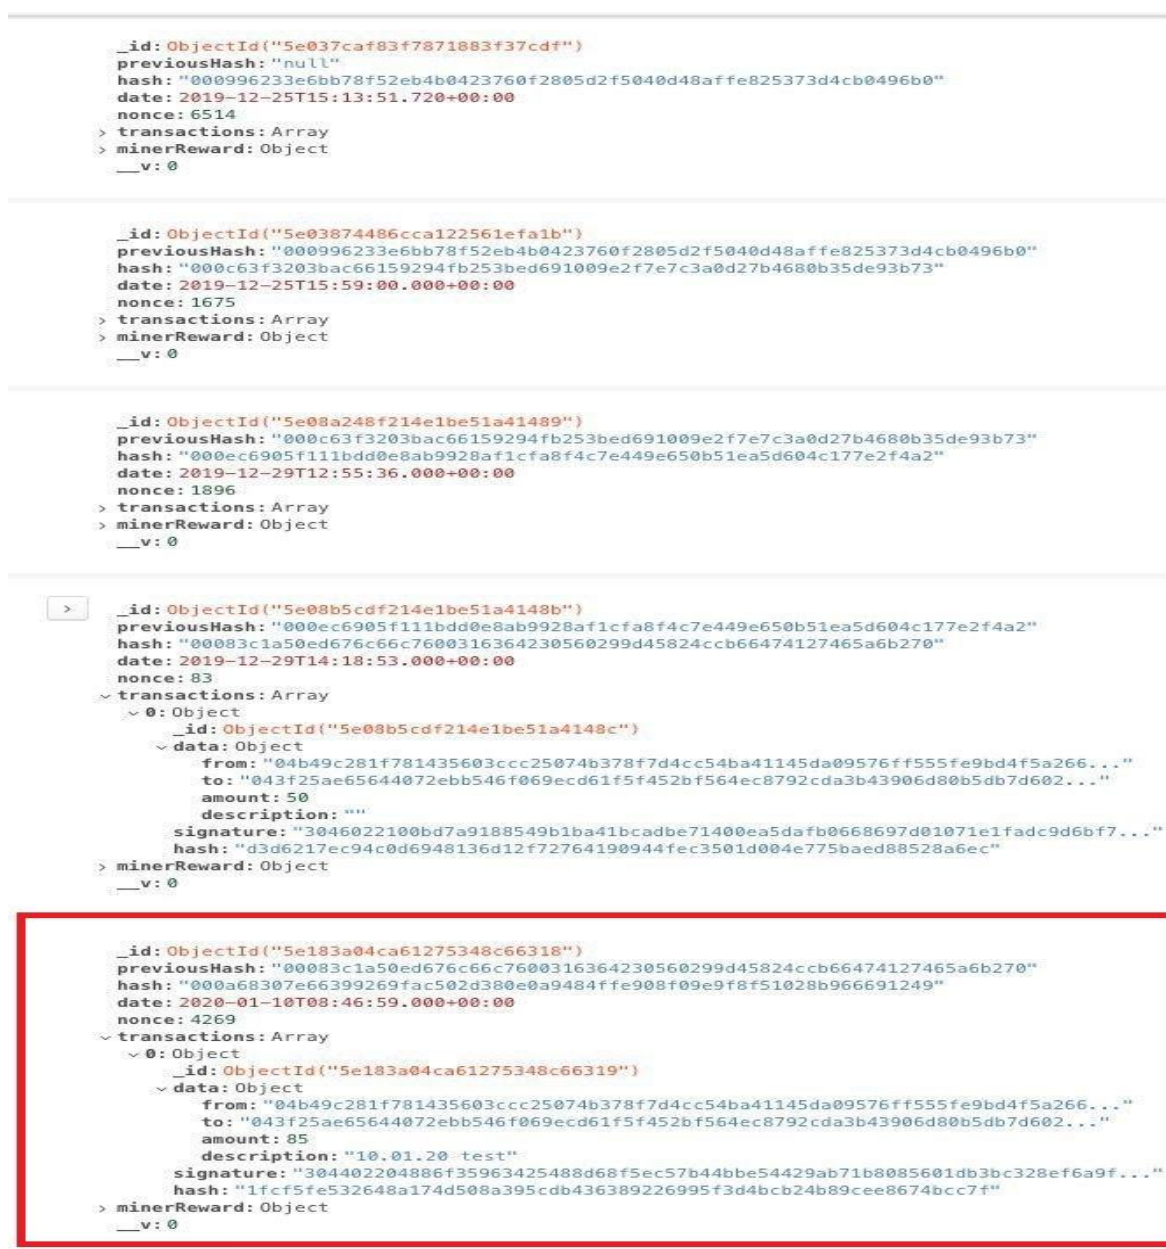 _id: ObjectId("5e037caf83f7871883f37cdf")
previousHash: "null"
hash: "000996233e6bb78f52eb4b0423760f2805d2f5040d48affe825373d4cb0496b0"
date: 2019-12-25T15:13:51.720+00:00
nonce: 6514
> transactions: Array
> minerReward: Object
__v: 0
_id: ObjectId("5e03874486cca122561efa1b")
previousHash: "000996233e6bb78f52eb4b0423760f2805d2f5040d48affe825373d4cb0496b0"
hash: "000c63f3203bac66159294fb253bed691009e2f7e7c3a0d27b4680b35de93b73"
date: 2019-12-25T15:59:00.000+00:00
nonce: 1675
> transactions: Array
> minerReward: Object
__v: 0
_id: ObjectId("5e08a248f214e1be51a41489")
previousHash: "000c63f3203bac66159294fb253bed691009e2f7e7c3a0d27b4680b35de93b73"
hash: "000ec6905f111bdd0e8ab9928af1cfa8f4c7e449e650b51ea5d604c177e2f4a2"
date: 2019-12-29T12:55:36.000+00:00
nonce: 1896
> transactions: Array
> minerReward: Object
__v: 0
> _id: ObjectId("5e08b5cdf214e1be51a4148b")
previousHash: "000ec6905f111bdd0e8ab9928af1cfa8f4c7e449e650b51ea5d604c177e2f4a2"
hash: "00083c1a50ed676c66c7600316364230560299d45824ccb66474127465a6b270"
date: 2019-12-29T14:18:53.000+00:00
nonce: 83
transactions: Array
0: Object
_id: ObjectId("5e08b5cdf214e1be51a4148c")
data: Object
from: "04b49c281f781435603ccc25074b378f7d4cc54ba41145da09576ff555fe9bd4f5a266..."
to: "043f25ae65644072ebb546f069ecd61f5f452bf564ec8792cda3b43906d80b5db7d602..."
amount: 50
description: ""
signature: "3046022100bd7a9188549b1ba41bcadbe71400ea5dafb0668697d01071e1fadc9d6bf7..."
hash: "d3d6217ec94c0d6948136d12f72764190944fec3501d004e775baed88528a6ec"
> minerReward: Object
__v: 0
_id: ObjectId("5e183a04ca61275348c66318")
previousHash: "00083c1a50ed676c66c7600316364230560299d45824ccb66474127465a6b270"
hash: "000a68307e66399269fac502d380e0a9484ffe908f09e9f8f51028b966691249"
date: 2020-01-10T08:46:59.000+00:00
nonce: 4269
transactions: Array
0: Object
_id: ObjectId("5e183a04ca61275348c66319")
data: Object
from: "04b49c281f781435603ccc25074b378f7d4cc54ba41145da09576ff555fe9bd4f5a266..."
to: "043f25ae65644072ebb546f069ecd61f5f452bf564ec8792cda3b43906d80b5db7d602..."
amount: 85
description: "10.01.20 test"
signature: "304402204886f35963425488d68f5ec57b44bbe54429ab71b8085601db3bc328ef6a9f..."
hash: "1fcf5fe532648a174d508a395cdb436389226995f3d4bcb24b89cee8674bcc7f"
> minerReward: Object
__v: 0